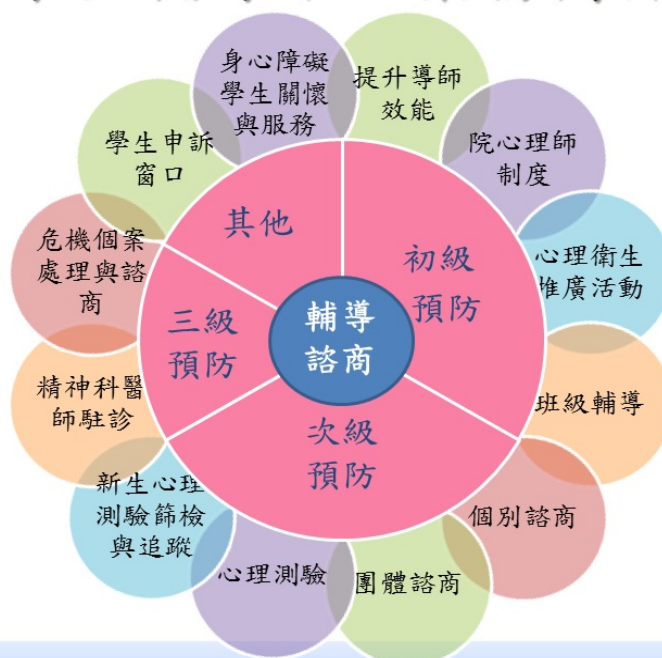 輔導
諮商
初級
預防
次級
預防
三級
預防
其他
提升導師
效能
院心理師
制度
心理衛生
推廣活動
班級輔導
個別諮商
團體諮商
心理測驗
新生心理
測驗篩檢
與追蹤
精神科醫
師駐診
危機個案
處理與諮
商
學生申訴
窗口
身心障礙
學生關懷
與服務